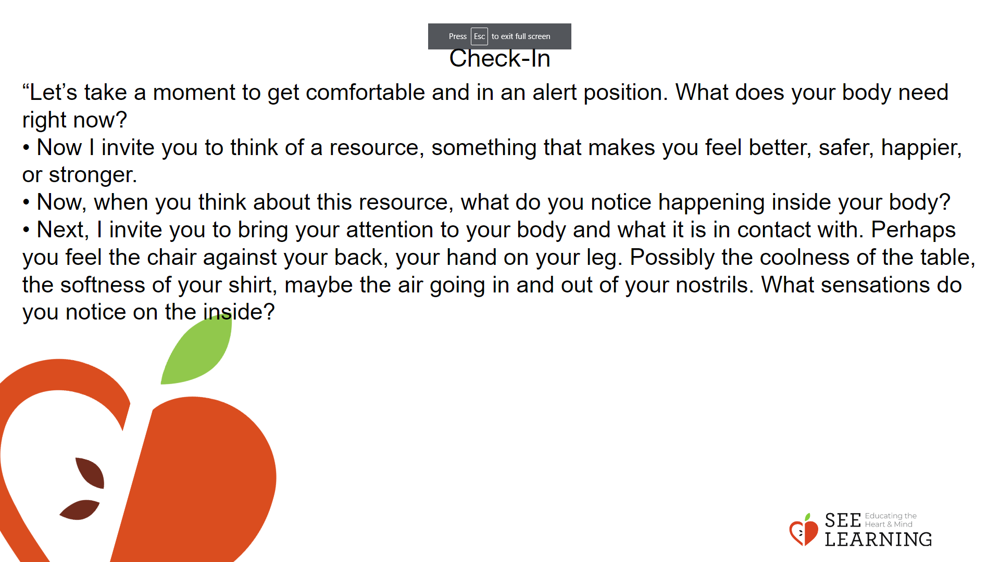 Press Esc to exit full screen
Check-In
“Let’s take a moment to get comfortable and in an alert position. What does your body need
right now?
• Now I invite you to think of a resource, something that makes you feel better, safer, happier,
or stronger.
• Now, when you think about this resource, what do you notice happening inside your body?
• Next, I invite you to bring your attention to your body and what it is in contact with. Perhaps
you feel the chair against your back, your hand on your leg. Possibly the coolness of the table,
the softness of your shirt, maybe the air going in and out of your nostrils. What sensations do
you notice on the inside?
SEE
Educating the
Heart & Mind
LEARNING